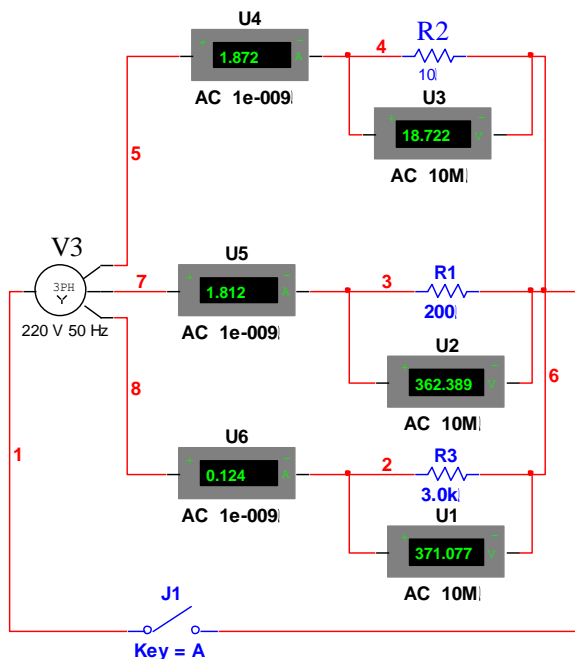 U4
+ − 1.872 A
AC 1e-009
4
R2
10
U3
+ − 18.722 V
AC 10M
5
V3
3PH
Y
220 V 50 Hz
7
U5
+ − 1.812 A
AC 1e-009
3
R1
200
U2
+ − 362.389 V
AC 10M
6
8
1
U6
+ − 0.124 A
AC 1e-009
2
R3
3.0k
U1
+ − 371.077 V
AC 10M
J1
Key = A